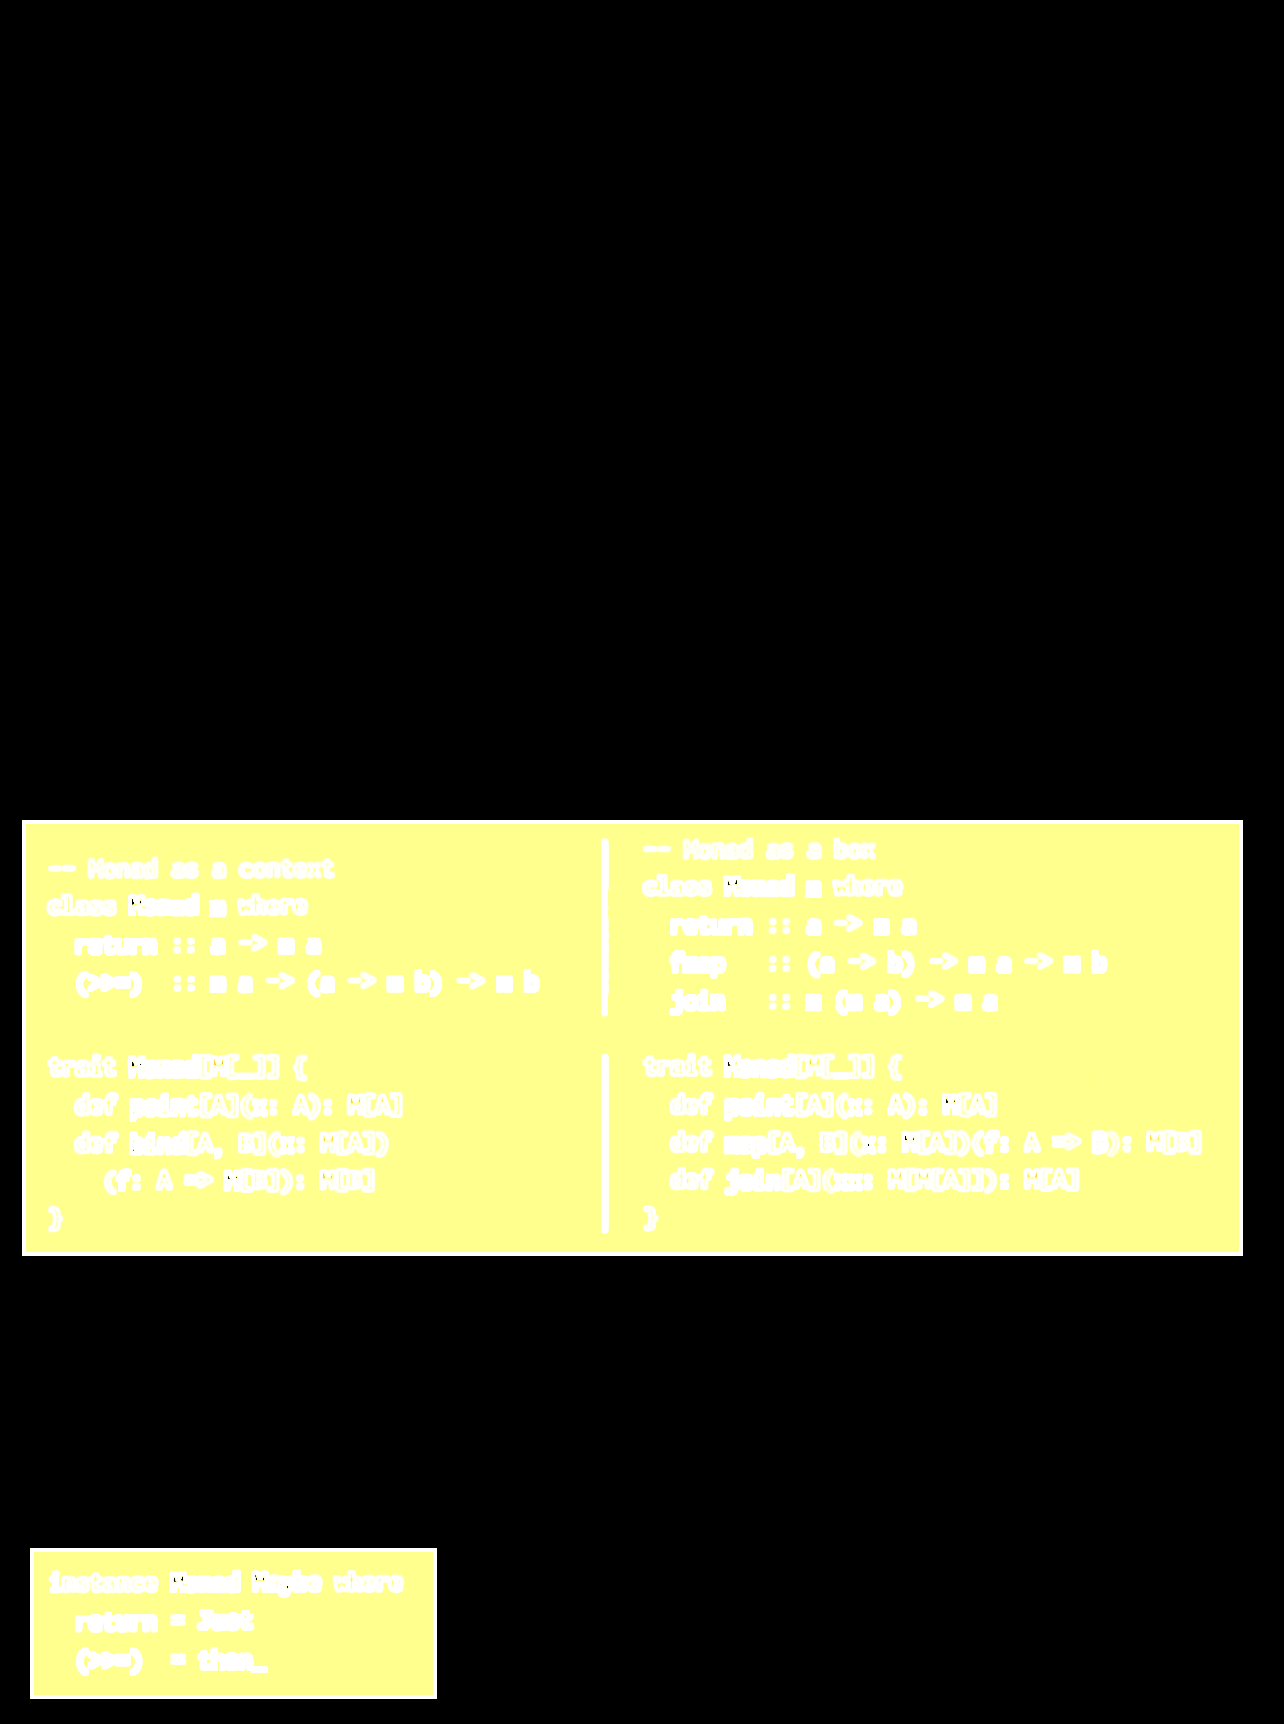 -- Monad as a context
class Monad m where
  return :: a -> m a
  (>>=)  :: m a -> (a -> m b) -> m b
trait Monad[M[_]] {
  def point[A](x: A): M[A]
  def bind[A, B](x: M[A])
    (f: A => M[B]): M[B]
}
-- Monad as a box
class Monad m where
  return :: a -> m a
  fmap   :: (a -> b) -> m a -> m b
  join   :: m (m a) -> m a
trait Monad[M[_]] {
  def point[A](x: A): M[A]
  def map[A, B](x: M[A])(f: A => B): M[B]
  def join[A](xx: M[M[A]]): M[A]
}
instance Monad Maybe where
  return = Just
  (>>=)  = then_